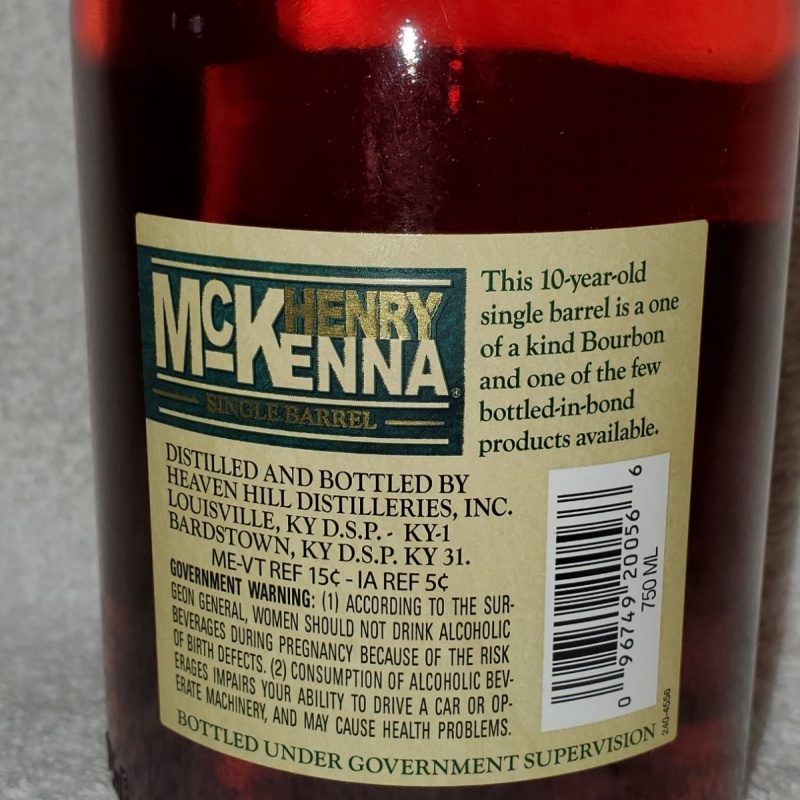 HENRY
McKENNA
SINGLE BARREL
This 10-year-old
single barrel is a one
of a kind Bourbon
and one of the few
bottled-in-bond
products available.
DISTILLED AND BOTTLED BY
HEAVEN HILL DISTILLERIES, INC.
LOUISVILLE, KY D.S.P. - KY-1
BARDSTOWN, KY D.S.P. KY 31.
ME-VT REF 15¢ - IA REF 5¢
GOVERNMENT WARNING: (1) ACCORDING TO THE SUR-
GEON GENERAL, WOMEN SHOULD NOT DRINK ALCOHOLIC
BEVERAGES DURING PREGNANCY BECAUSE OF THE RISK
OF BIRTH DEFECTS. (2) CONSUMPTION OF ALCOHOLIC BEV-
ERAGES IMPAIRS YOUR ABILITY TO DRIVE A CAR OR OP-
ERATE MACHINERY, AND MAY CAUSE HEALTH PROBLEMS.
0 96749 20056 6
750 ML
240-4556
BOTTLED UNDER GOVERNMENT SUPERVISION